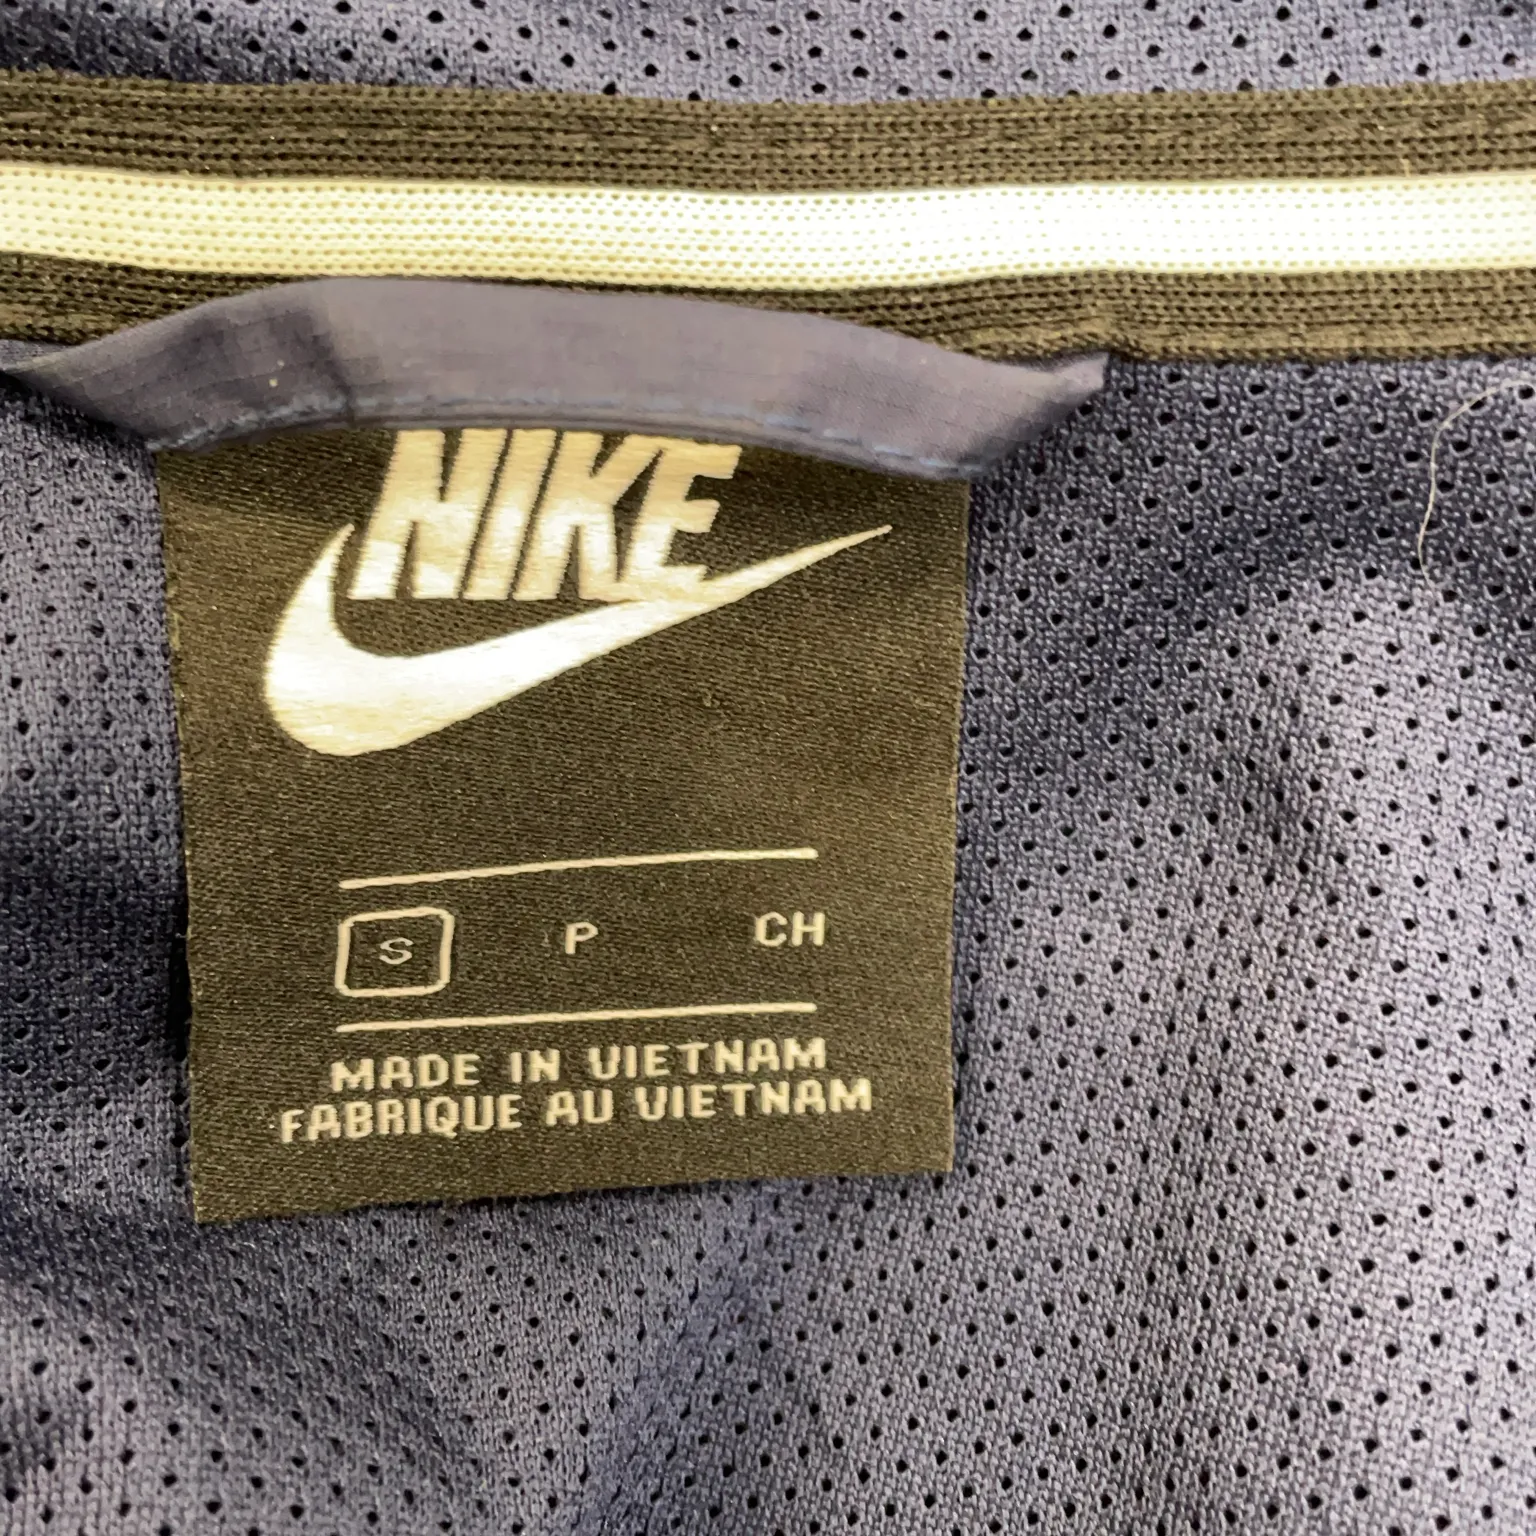 NIKE
S P CH
MADE IN VIETNAM
FABRIQUE AU VIETNAM